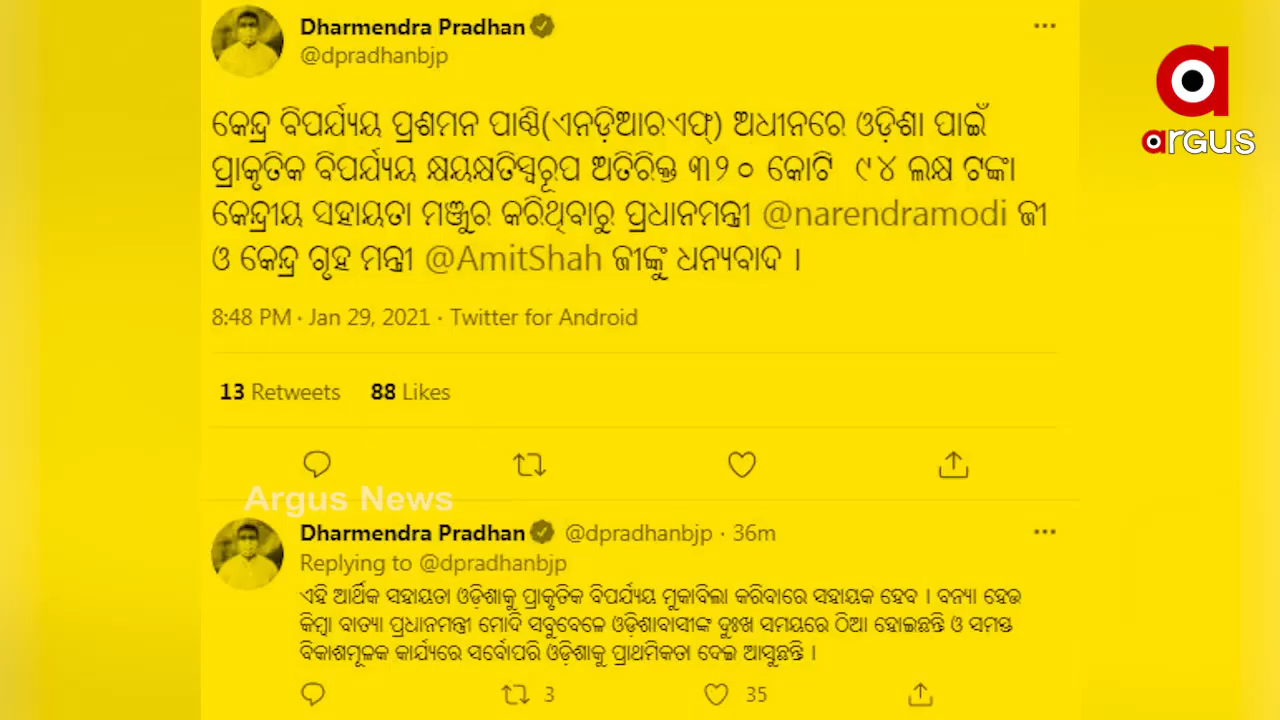 Dharmendra Pradhan
@dpradhanbjp
argus
କେନ୍ଦ୍ର ବିପର୍ଯ୍ୟୟ ପ୍ରଶମନ ପାଣ୍ଠି(ଏନଡ଼ିଆରଏଫ୍) ଅଧୀନରେ ଓଡ଼ିଶା ପାଇଁ
ପ୍ରାକୃତିକ ବିପର୍ଯ୍ୟୟ କ୍ଷୟକ୍ଷତିସ୍ୱରୂପ ଅତିରିକ୍ତ ୩୨୦ କୋଟି ୯୪ ଲକ୍ଷ ଟଙ୍କା
କେନ୍ଦ୍ରୀୟ ସହାୟତା ମଞ୍ଜୁର କରିଥିବାରୁ ପ୍ରଧାନମନ୍ତ୍ରୀ @narendramodi ଜୀ
ଓ କେନ୍ଦ୍ର ଗୃହ ମନ୍ତ୍ରୀ @AmitShah ଜୀଙ୍କୁ ଧନ୍ୟବାଦ ।
8:48 PM · Jan 29, 2021 · Twitter for Android
13 Retweets 88 Likes
Argus News
Dharmendra Pradhan @dpradhanbjp · 36m
Replying to @dpradhanbjp
ଏହି ଆର୍ଥିକ ସହାୟତା ଓଡ଼ିଶାକୁ ପ୍ରାକୃତିକ ବିପର୍ଯ୍ୟୟ ମୁକାବିଲା କରିବାରେ ସହାୟକ ହେବ । ବନ୍ୟା ହେଉ
କିମ୍ବା ବାତ୍ୟା ପ୍ରଧାନମନ୍ତ୍ରୀ ମୋଦି ସବୁବେଳେ ଓଡ଼ିଶାବାସୀଙ୍କ ଦୁଃଖ ସମୟରେ ଠିଆ ହୋଇଛନ୍ତି ଓ ସମସ୍ତ
ବିକାଶମୂଳକ କାର୍ଯ୍ୟରେ ସର୍ବୋପରି ଓଡ଼ିଶାକୁ ପ୍ରାଥମିକତା ଦେଇ ଆସୁଛନ୍ତି ।
3 35